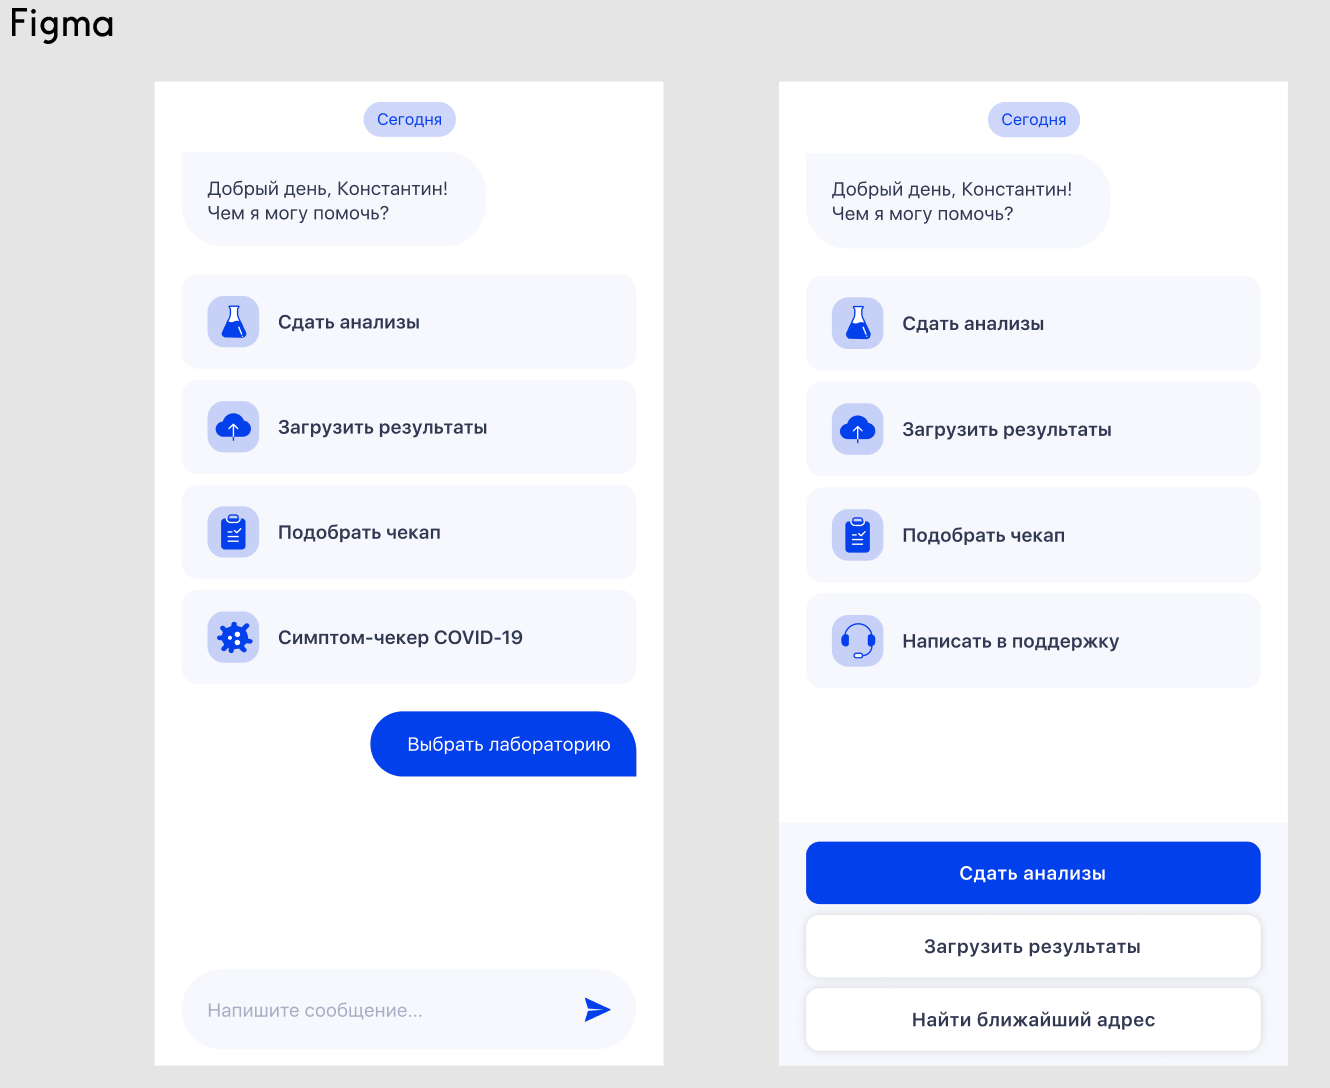 Figma
Сегодня
Добрый день, Константин!
Чем я могу помочь?
Сдать анализы
Загрузить результаты
Подобрать чекап
Симптом-чекер COVID-19
Выбрать лабораторию
Напишите сообщение...
Сегодня
Добрый день, Константин!
Чем я могу помочь?
Сдать анализы
Загрузить результаты
Подобрать чекап
Написать в поддержку
Сдать анализы
Загрузить результаты
Найти ближайший адрес